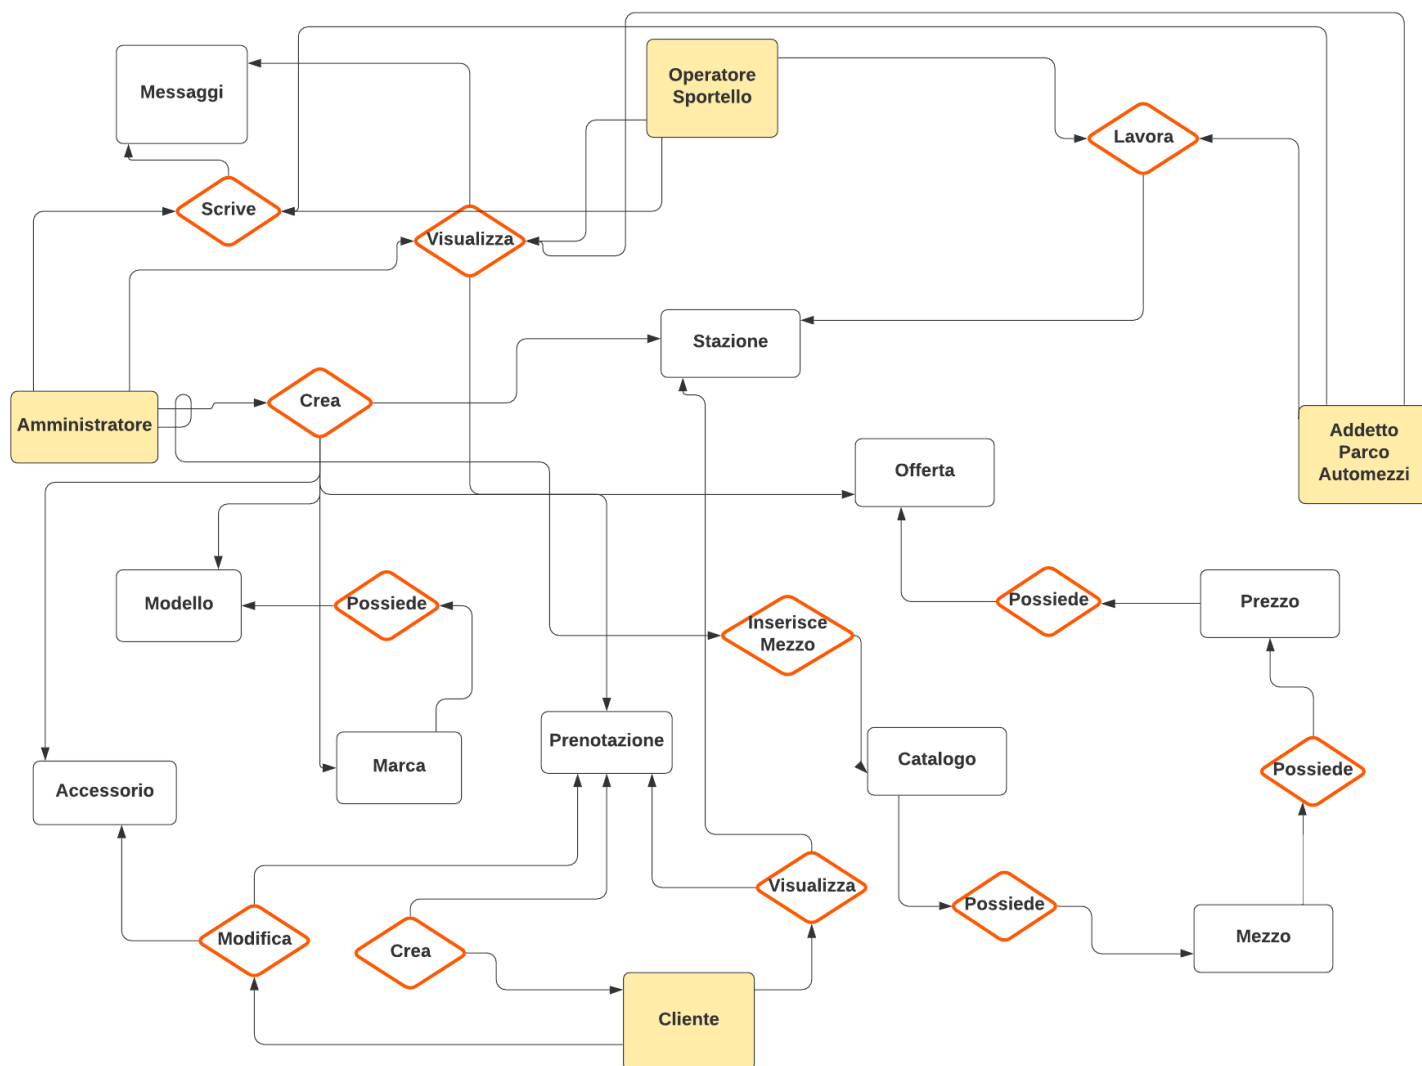 Operatore
Sportello
Messaggi
Lavora
Scrive
Visualizza
Stazione
Crea
Amministratore
Addetto
Parco
Automezzi
Offerta
Modello
Possiede
Possiede
Prezzo
Inserisce
Mezzo
Prenotazione
Catalogo
Marca
Possiede
Accessorio
Visualizza
Possiede
Modifica
Mezzo
Crea
Cliente